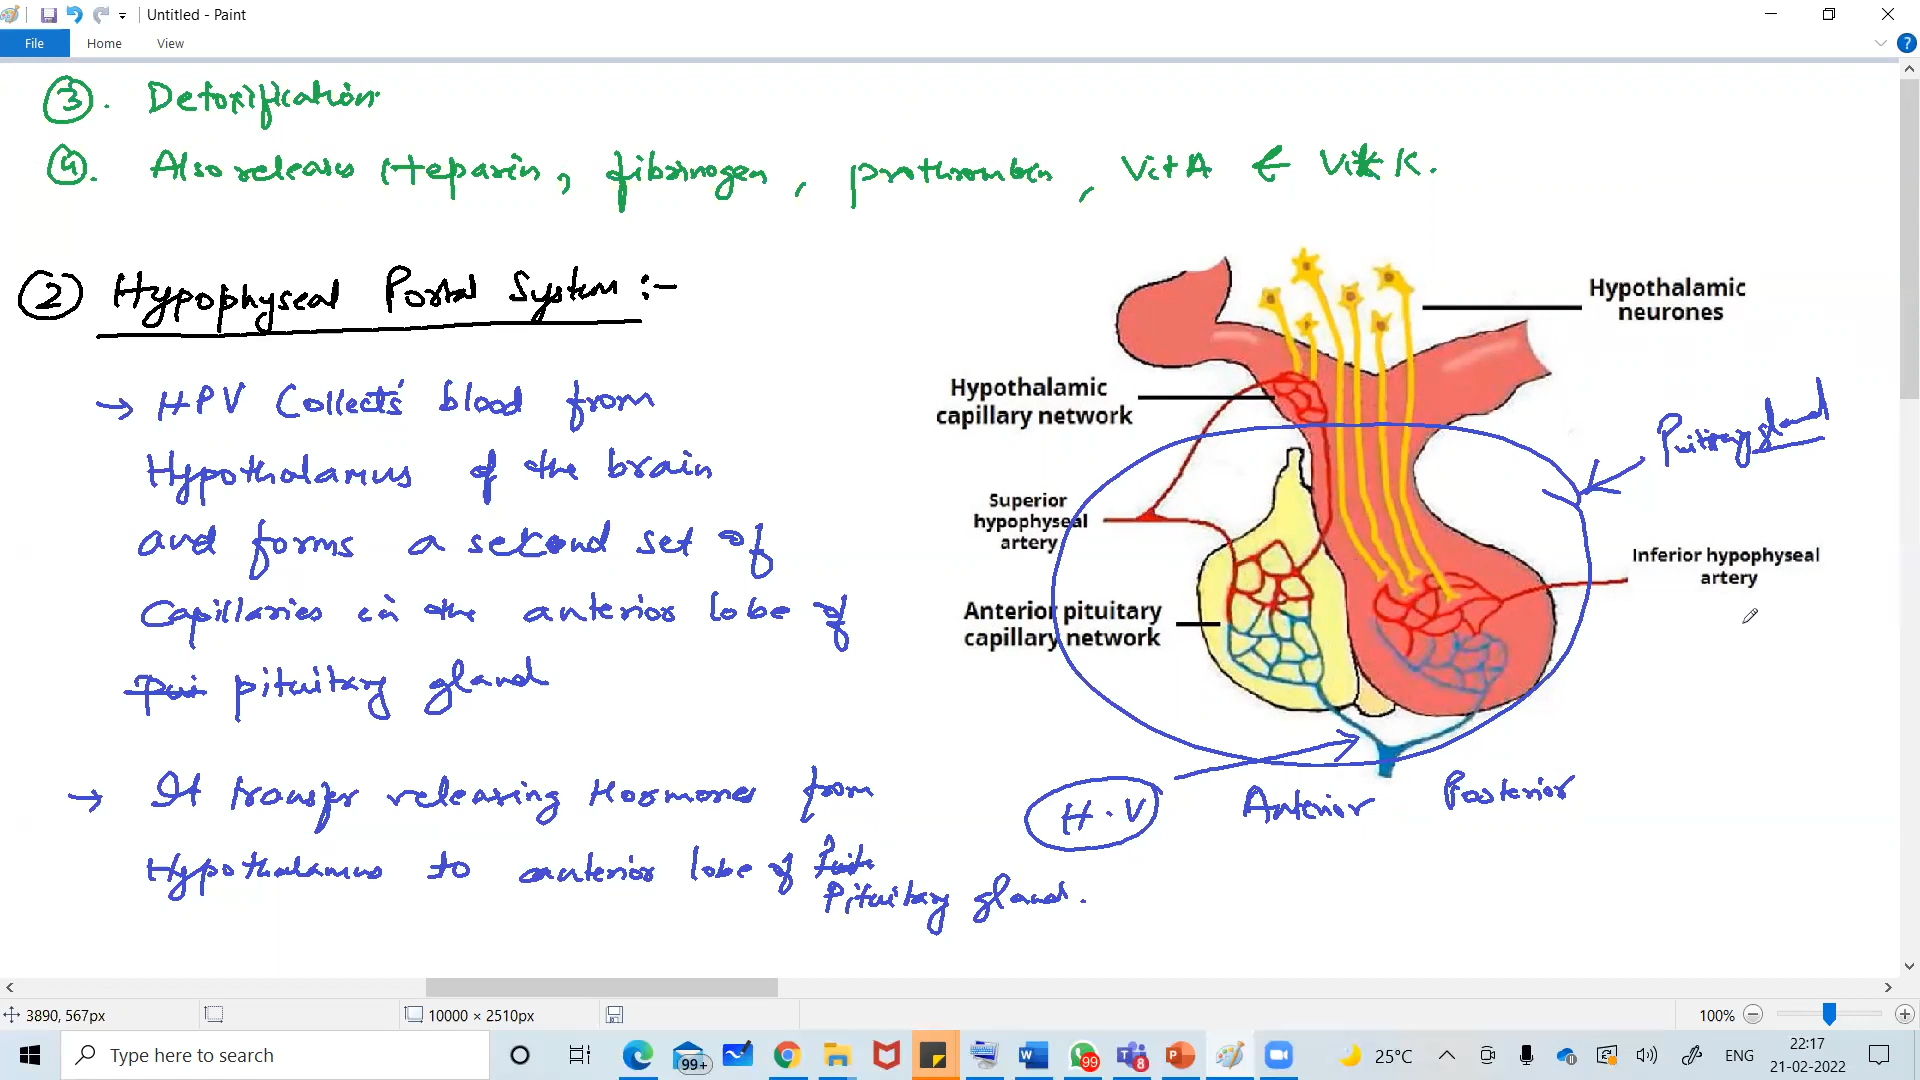 Untitled - Paint
File Home View
③. Detoxification
④. Also releases Heparin, fibrinogen, prothrombin, Vit A & Vit K.
② Hypophyseal Portal System :-
→ HPV Collects blood from
Hypothalamus of the brain
and forms a second set of
Capillaries in the anterior lobe of
pituitary gland
→ It transfer releasing Hormones from
Hypothalamus to anterior lobe of
Pituitary gland.
Hypothalamic
neurones
Hypothalamic
capillary network
Superior
hypophyseal
artery
Anterior pituitary
capillary network
Inferior hypophyseal
artery
H.V
Anterior
Posterior
3890, 567px
10000 × 2510px
100%
Type here to search
99+
99
8
25°C
ENG
22:17
21-02-2022